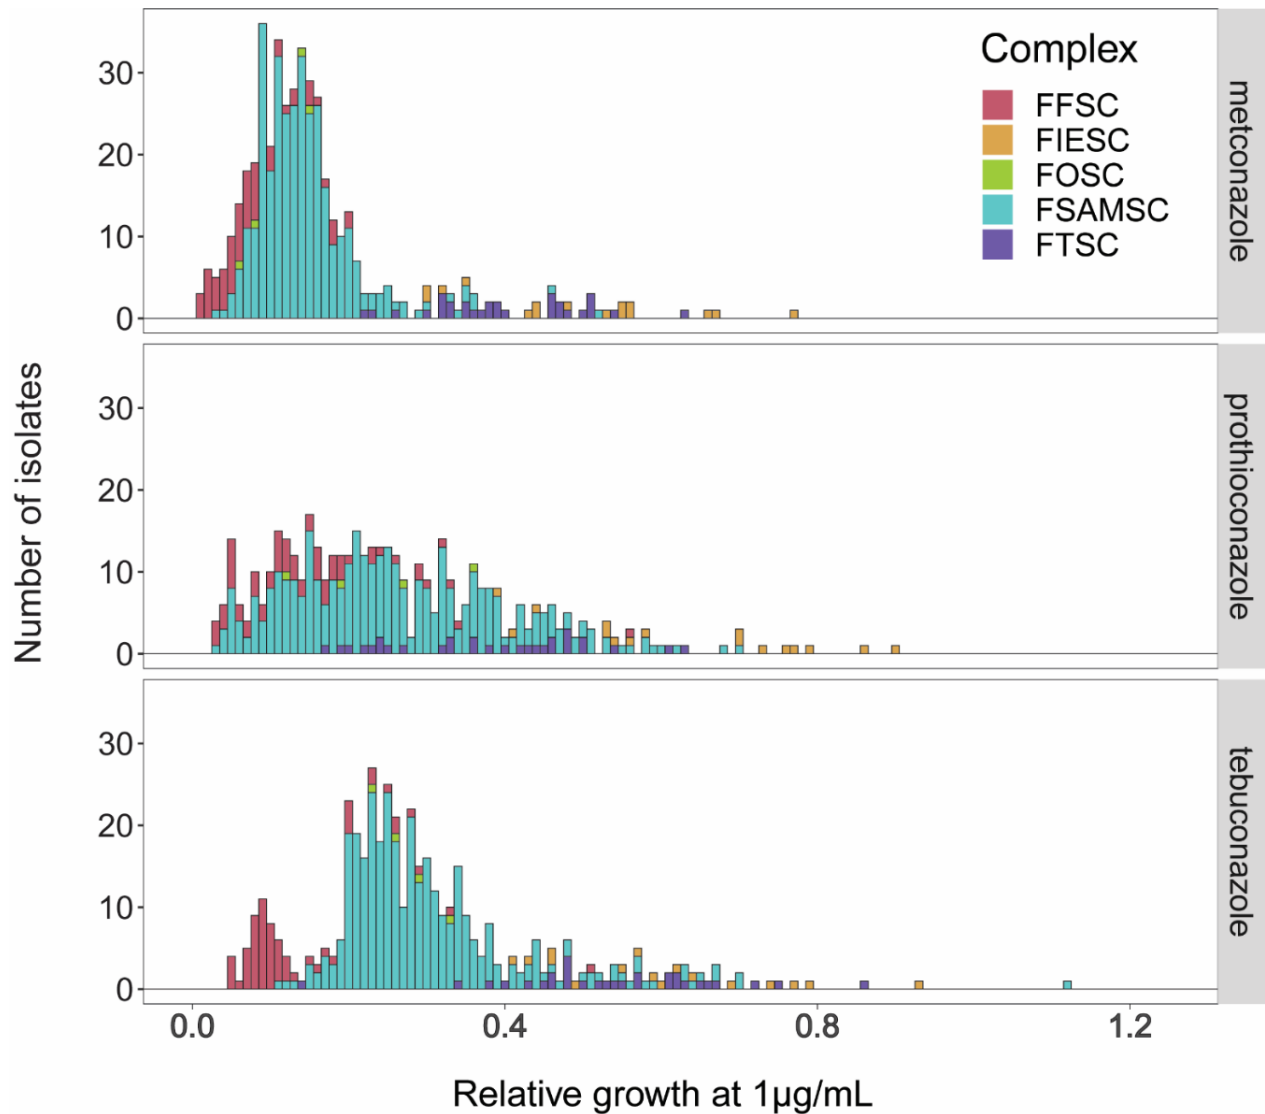 Complex
FFSC
FIESC
FOSC
FSAMSC
FTSC
30
20
10
0
metconazole
30
20
10
0
prothioconazole
30
20
10
0
tebuconazole
Number of isolates
0.0 0.4 0.8 1.2
Relative growth at 1µg/mL